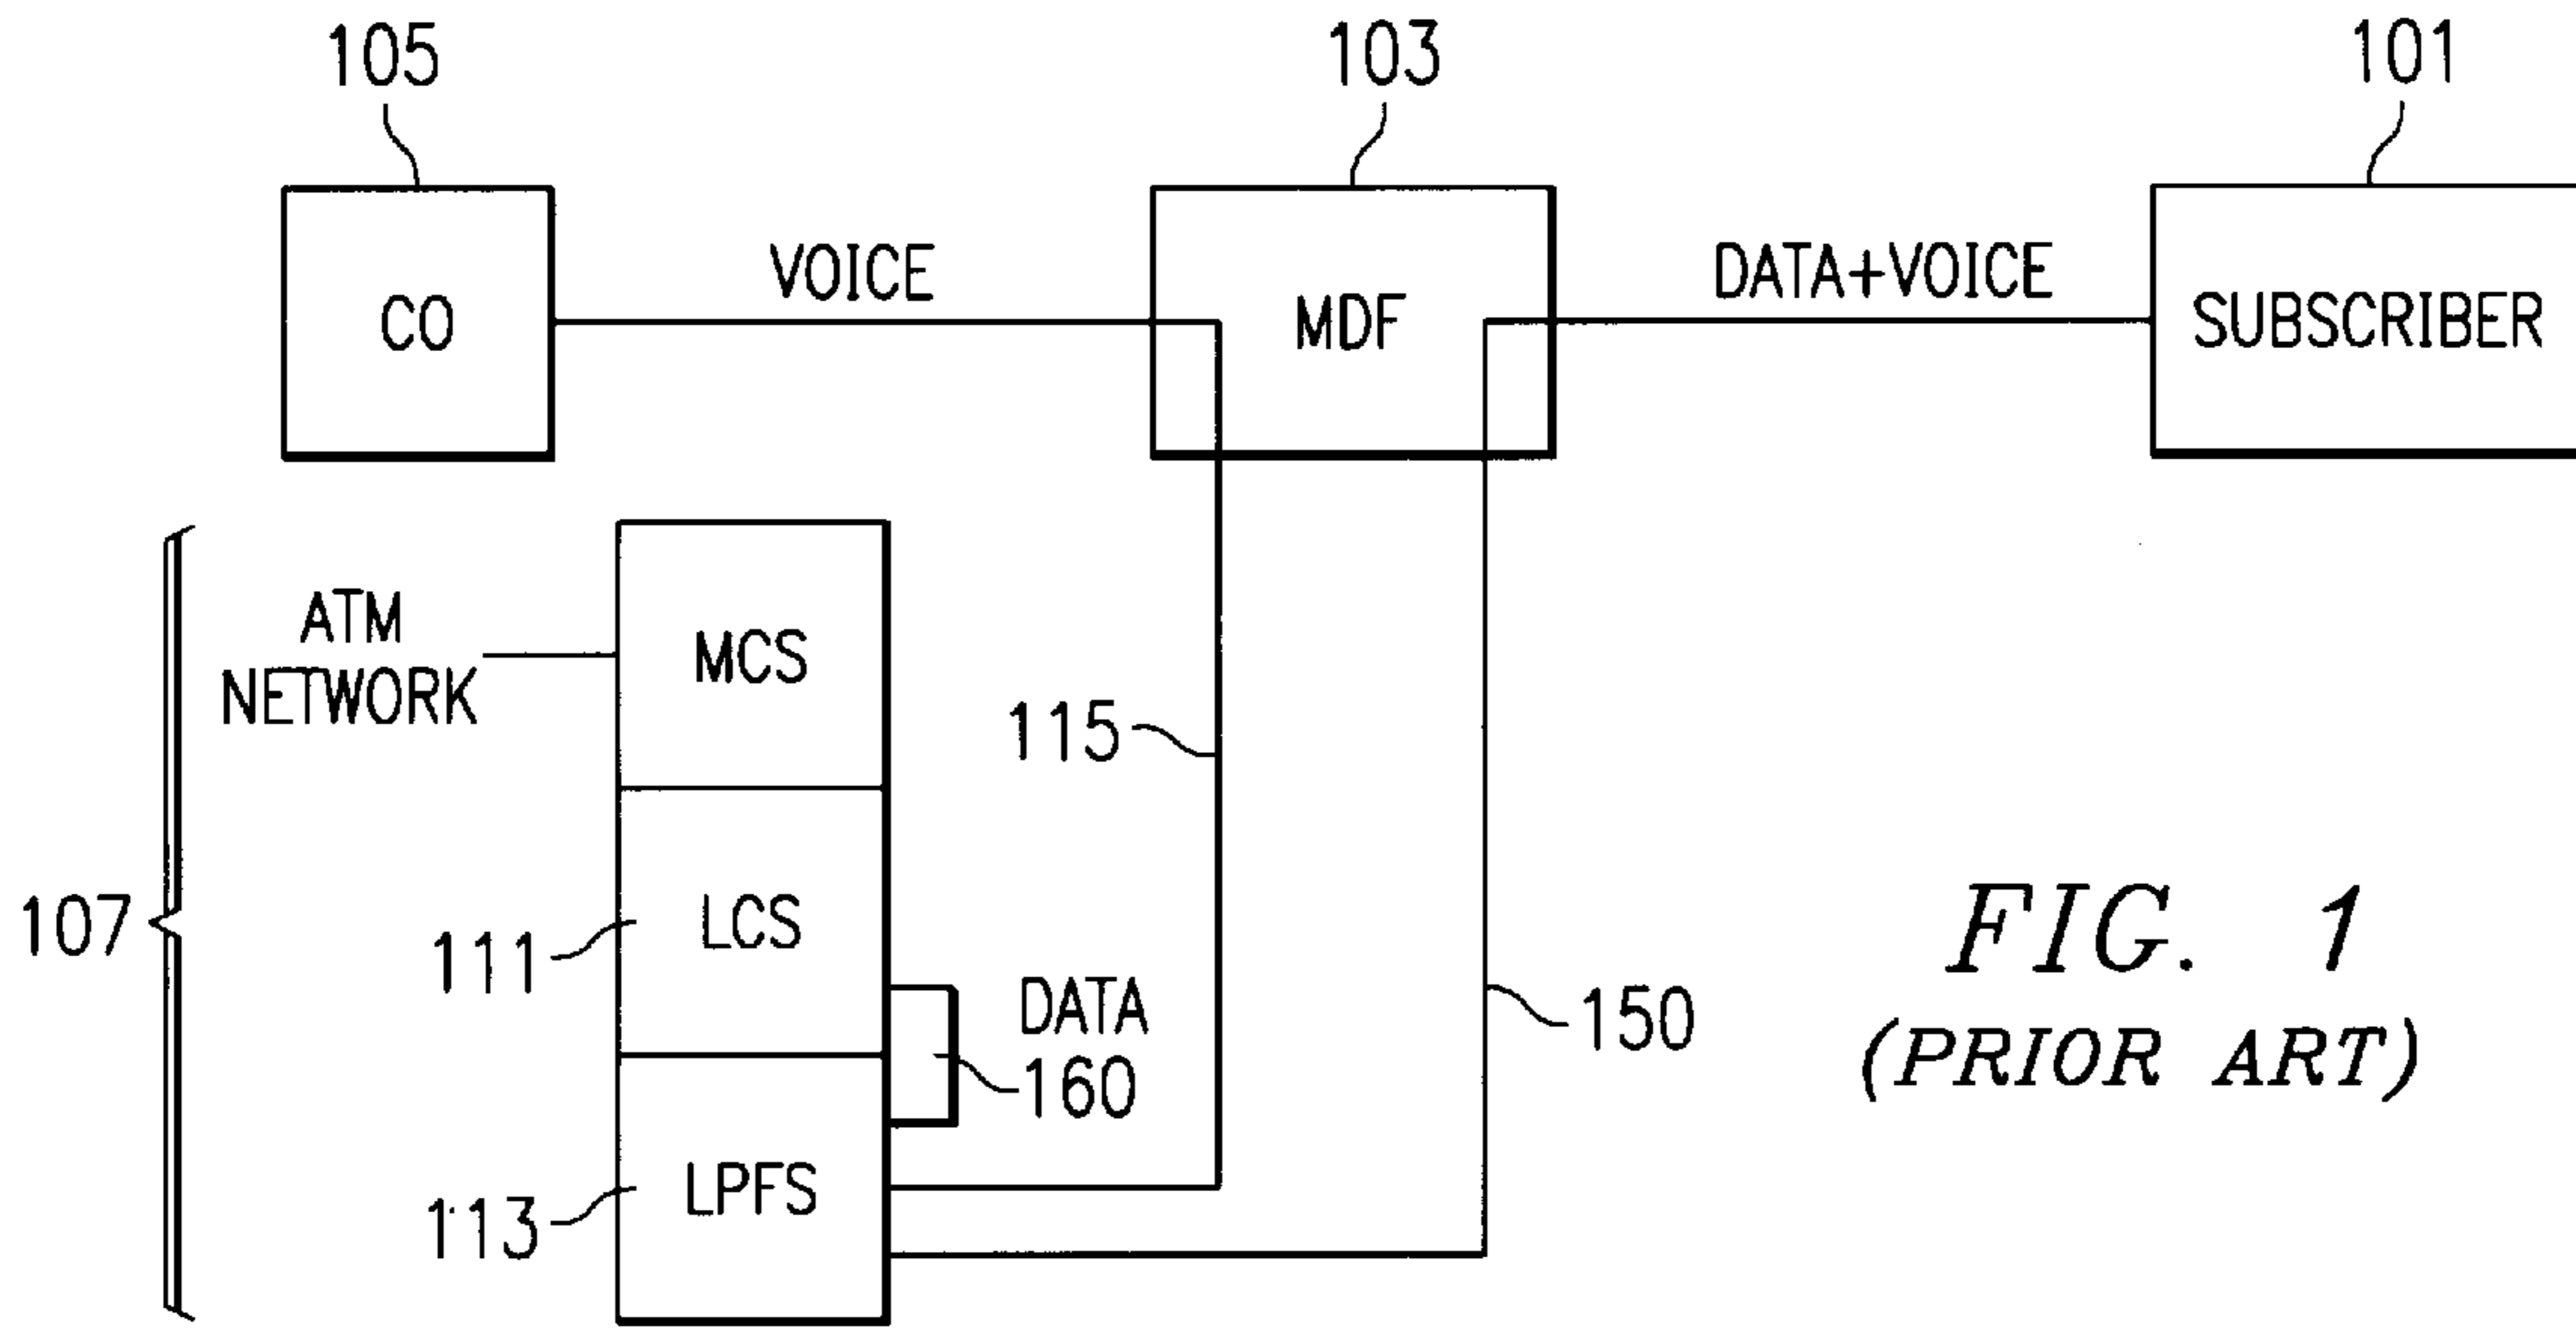 105
103
101
CO
VOICE
MDF
DATA+VOICE
SUBSCRIBER
ATM
NETWORK
MCS
115
107
111
LCS
DATA
160
150
113
LPFS
FIG. 1
(PRIOR ART)